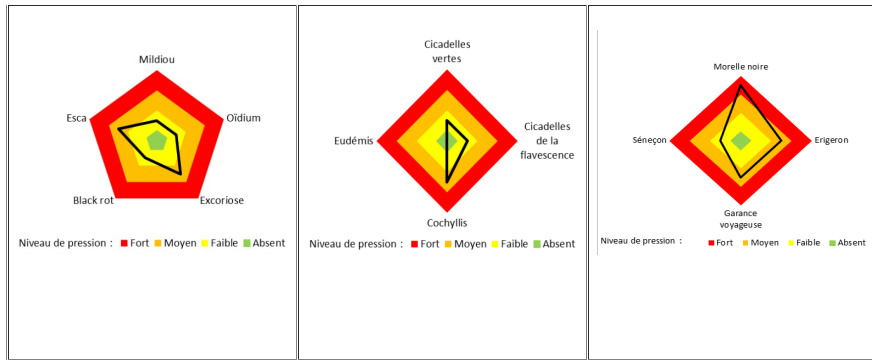 Mildiou
Esca
Oïdium
Black rot
Excoriose
Niveau de pression : Fort Moyen Faible Absent
Cicadelles
vertes
Eudémis
Cicadelles
de la
flavescence
Cochyllis
Niveau de pression : Fort Moyen Faible Absent
Morelle noire
Séneçon
Erigeron
Garance
voyageuse
Niveau de pression : Fort Moyen Faible Absent